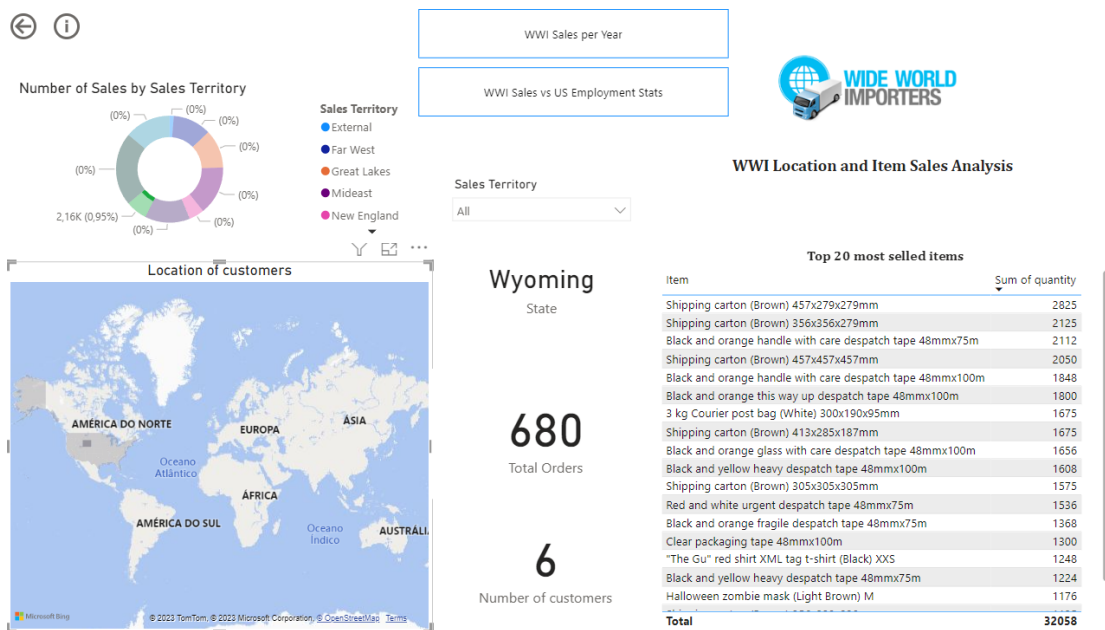 WWI Sales per Year
WWI Sales vs US Employment Stats
WIDE WORLD
IMPORTERS
Number of Sales by Sales Territory
(0%)
(0%)
(0%)
(0%)
(0%)
(0%)
2,16K (0,95%)
(0%)
(0%)
Sales Territory
External
Far West
Great Lakes
Mideast
New England
Sales Territory
All
WWI Location and Item Sales Analysis
Location of customers
AMÉRICA DO NORTE
EUROPA
ÁSIA
Oceano
Atlântico
ÁFRICA
AMÉRICA DO SUL
Oceano
Índico
AUSTRÁLI
Microsoft Bing
© 2023 TomTom, © 2023 Microsoft Corporation, © OpenStreetMap Terms
Wyoming
State
680
Total Orders
6
Number of customers
Top 20 most selled items
Item Sum of quantity
Shipping carton (Brown) 457x279x279mm 2825
Shipping carton (Brown) 356x356x279mm 2125
Black and orange handle with care despatch tape 48mmx75m 2112
Shipping carton (Brown) 457x457x457mm 2050
Black and orange handle with care despatch tape 48mmx100m 1848
Black and orange this way up despatch tape 48mmx100m 1800
3 kg Courier post bag (White) 300x190x95mm 1675
Shipping carton (Brown) 413x285x187mm 1675
Black and orange glass with care despatch tape 48mmx100m 1656
Black and yellow heavy despatch tape 48mmx100m 1608
Shipping carton (Brown) 305x305x305mm 1575
Red and white urgent despatch tape 48mmx75m 1536
Black and orange fragile despatch tape 48mmx75m 1368
Clear packaging tape 48mmx100m 1300
"The Gu" red shirt XML tag t-shirt (Black) XXS 1248
Black and yellow heavy despatch tape 48mmx75m 1224
Halloween zombie mask (Light Brown) M 1176
Total 32058